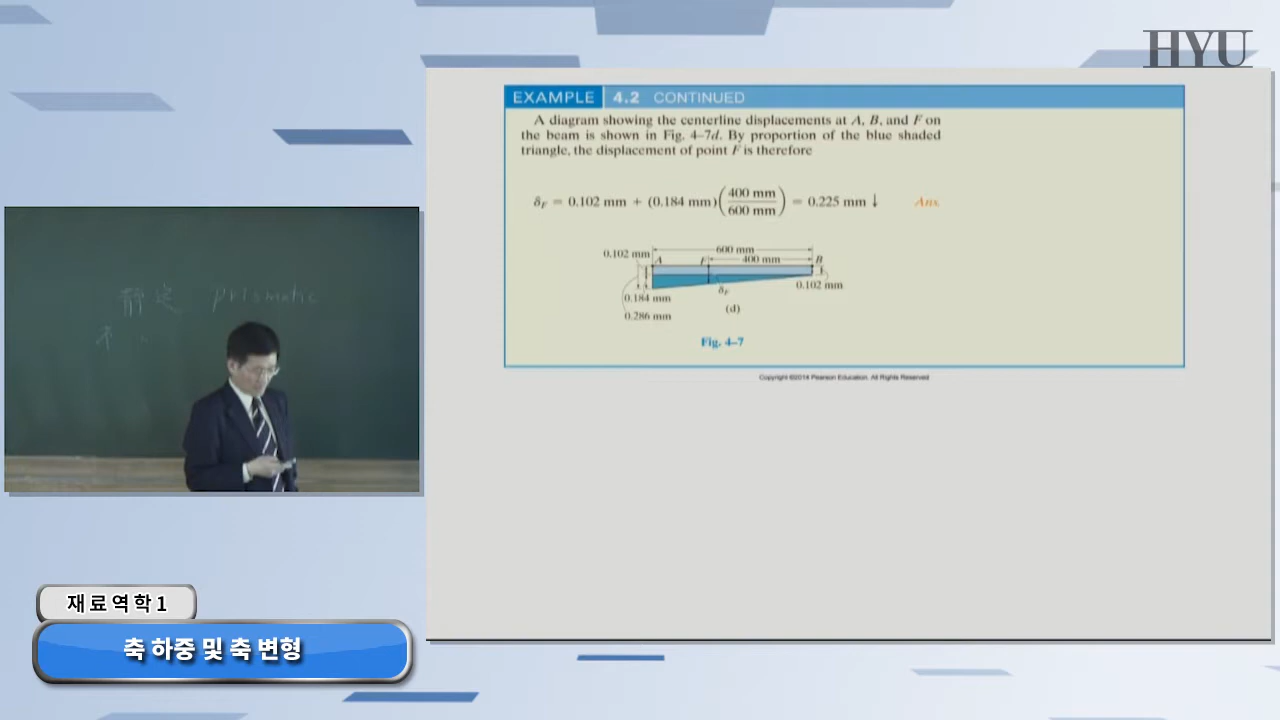 HYU
EXAMPLE 4.2 CONTINUED
A diagram showing the centerline displacements at A, B, and F on
the beam is shown in Fig. 4–7d. By proportion of the blue shaded
triangle, the displacement of point F is therefore
δF = 0.102 mm + (0.184 mm)(400 mm / 600 mm) = 0.225 mm ↓ Ans.
600 mm
0.102 mm A F 400 mm B
δF 0.102 mm
0.184 mm
(d)
0.286 mm
Fig. 4–7
Copyright ©2014 Pearson Education, All Rights Reserved
静定 prismatic
不
재료역학1
축 하중 및 축 변형